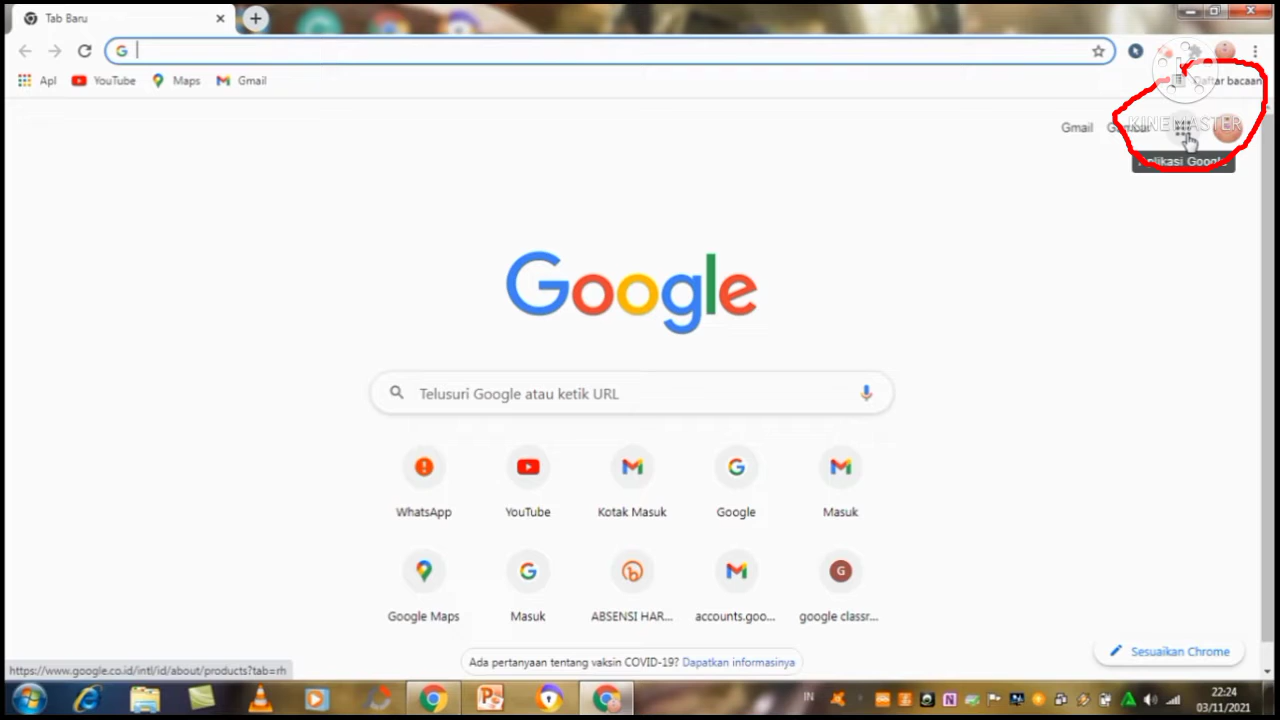 Tab Baru
Apl YouTube Maps Gmail Daftar bacaan
Gmail Gambar
KINEMASTER
Aplikasi Google
Google
Telusuri Google atau ketik URL
WhatsApp YouTube Kotak Masuk Google Masuk
Google Maps Masuk ABSENSI HAR... accounts.goo... google classr...
Ada pertanyaan tentang vaksin COVID-19? Dapatkan informasinya
Sesuaikan Chrome
https://www.google.co.id/intl/id/about/products?tab=rh
IN
22:24
03/11/2021